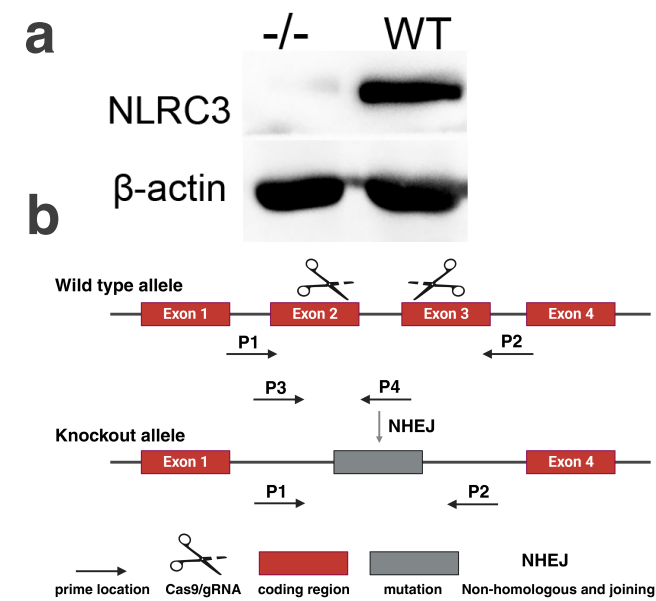 a
-/- WT
NLRC3
β-actin
b
Wild type allele
Exon 1 Exon 2 Exon 3 Exon 4
P1 P2
P3 P4
NHEJ
Knockout allele
Exon 1 Exon 4
P1 P2
NHEJ
prime location Cas9/gRNA coding region mutation Non-homologous and joining